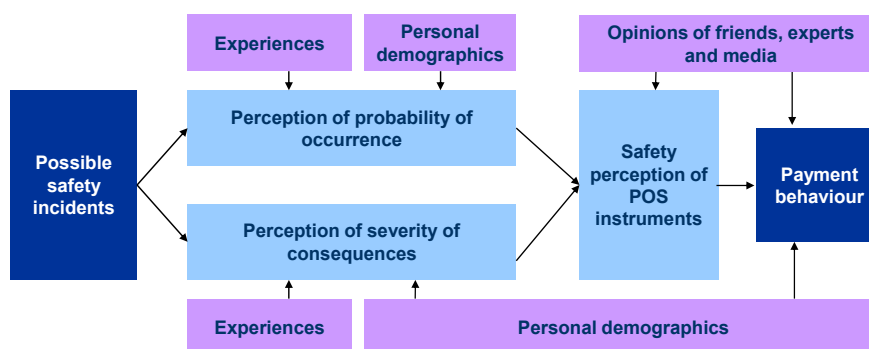 Experiences
Personal
demographics
Opinions of friends, experts
and media
Possible
safety
incidents
Perception of probability of
occurrence
Perception of severity of
consequences
Safety
perception of
POS
instruments
Payment
behaviour
Experiences
Personal demographics